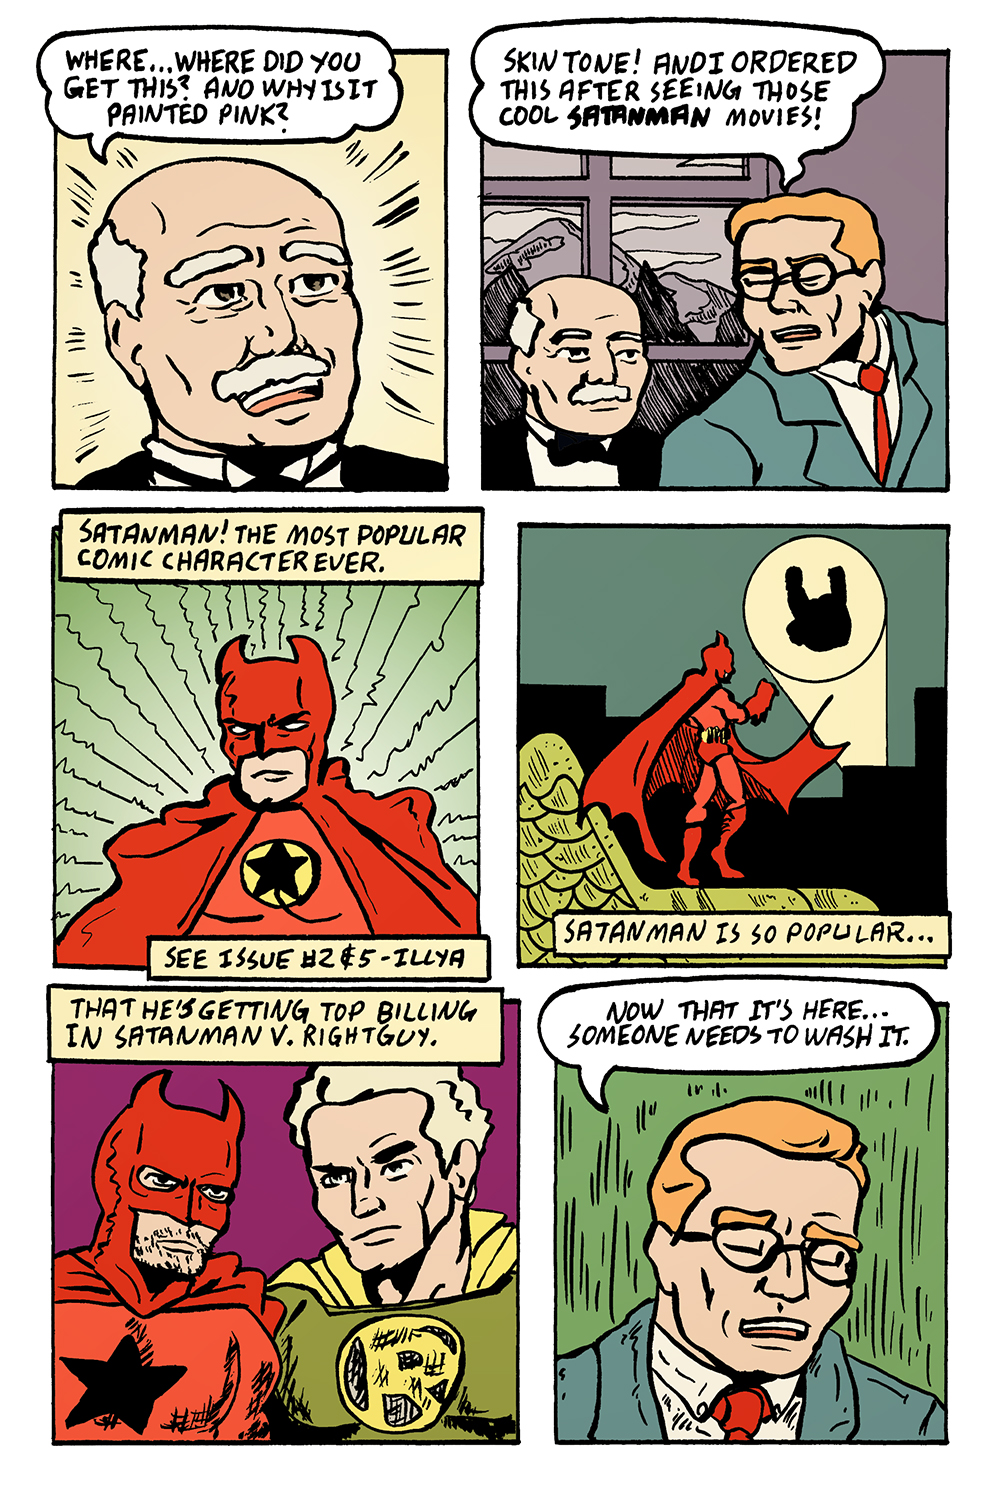 WHERE...WHERE DID YOU
GET THIS? AND WHY IS IT
PAINTED PINK?
SKIN TONE! AND I ORDERED
THIS AFTER SEEING THOSE
COOL SATANMAN MOVIES!
SATANMAN! THE MOST POPULAR
COMIC CHARACTER EVER.
SEE ISSUE #2&5-ILLYA
SATANMAN IS SO POPULAR...
THAT HE'S GETTING TOP BILLING
IN SATANMAN V. RIGHTGUY.
R
NOW THAT IT'S HERE...
SOMEONE NEEDS TO WASH IT.